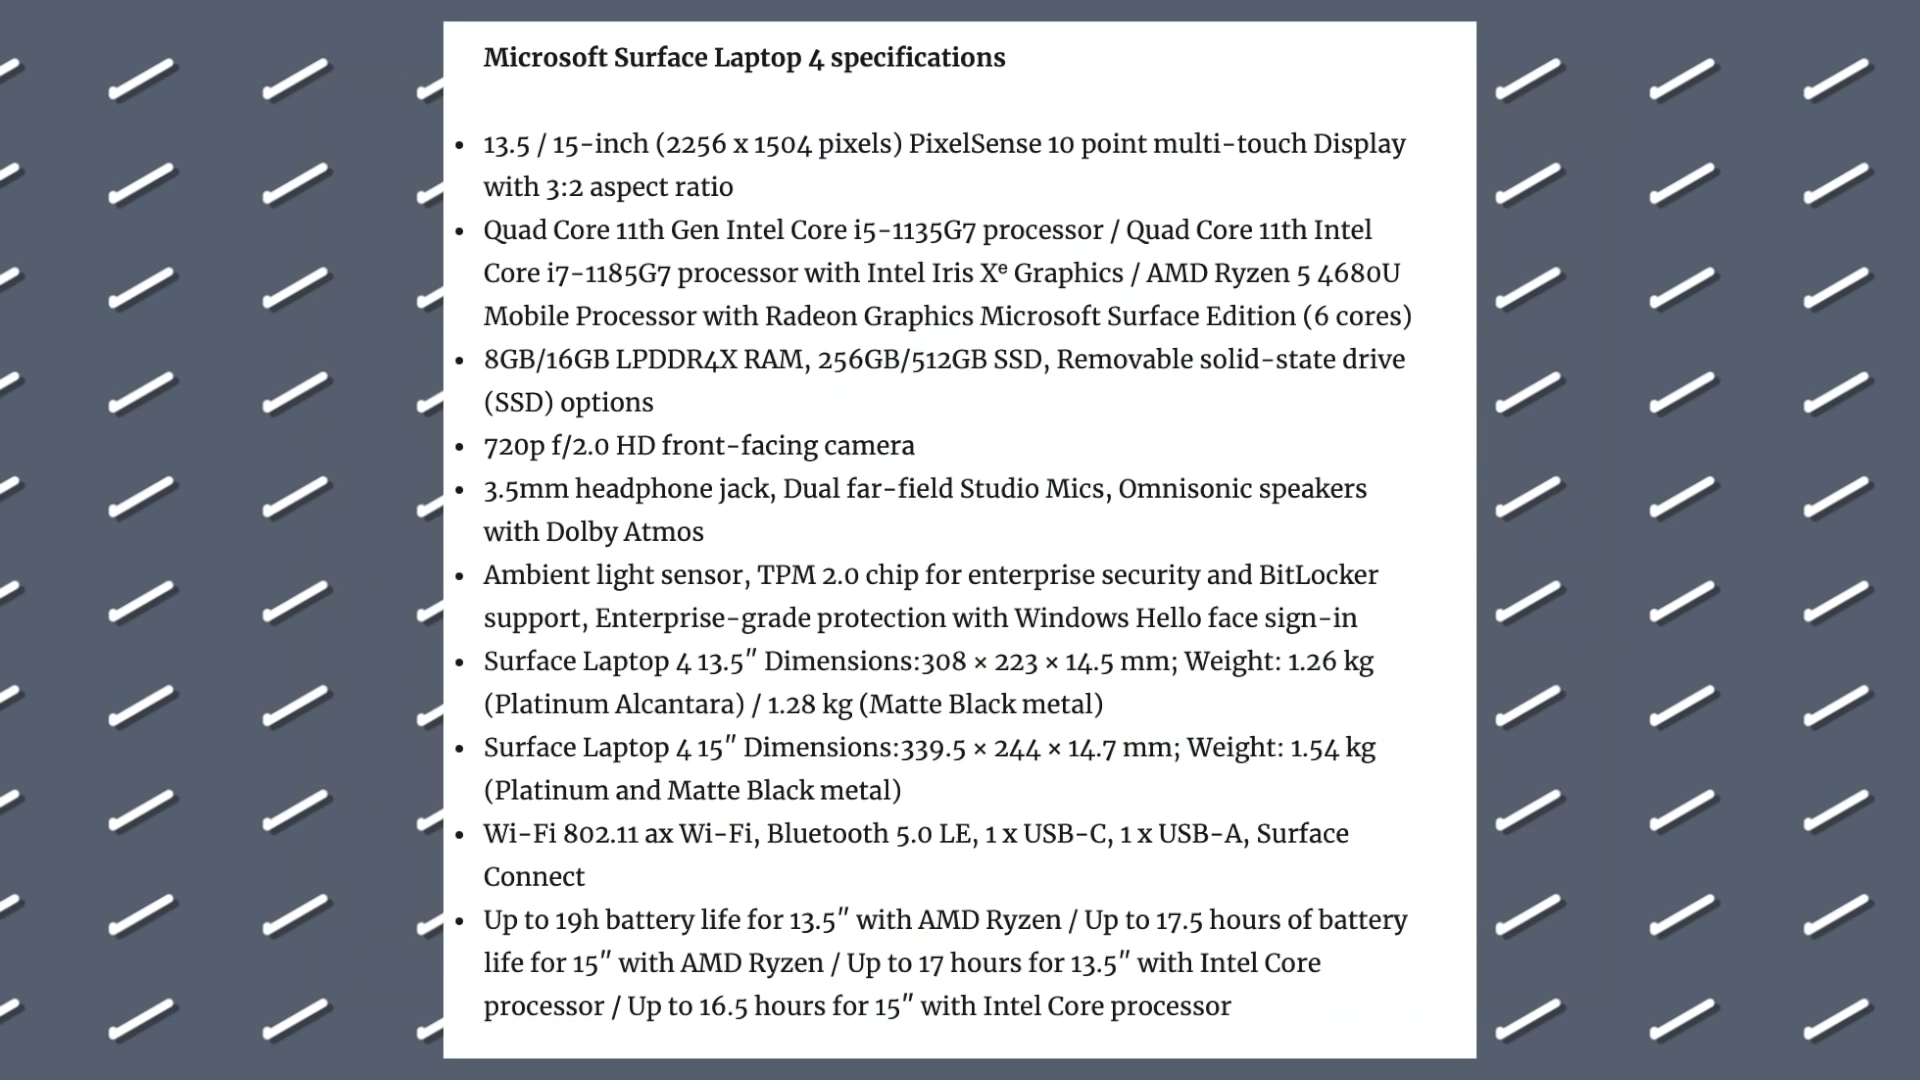 Microsoft Surface Laptop 4 specifications
• 13.5 / 15-inch (2256 x 1504 pixels) PixelSense 10 point multi-touch Display
with 3:2 aspect ratio
• Quad Core 11th Gen Intel Core i5-1135G7 processor / Quad Core 11th Intel
Core i7-1185G7 processor with Intel Iris Xᵉ Graphics / AMD Ryzen 5 4680U
Mobile Processor with Radeon Graphics Microsoft Surface Edition (6 cores)
• 8GB/16GB LPDDR4X RAM, 256GB/512GB SSD, Removable solid-state drive
(SSD) options
• 720p f/2.0 HD front-facing camera
• 3.5mm headphone jack, Dual far-field Studio Mics, Omnisonic speakers
with Dolby Atmos
• Ambient light sensor, TPM 2.0 chip for enterprise security and BitLocker
support, Enterprise-grade protection with Windows Hello face sign-in
• Surface Laptop 4 13.5″ Dimensions:308 × 223 × 14.5 mm; Weight: 1.26 kg
(Platinum Alcantara) / 1.28 kg (Matte Black metal)
• Surface Laptop 4 15″ Dimensions:339.5 × 244 × 14.7 mm; Weight: 1.54 kg
(Platinum and Matte Black metal)
• Wi-Fi 802.11 ax Wi-Fi, Bluetooth 5.0 LE, 1 x USB-C, 1 x USB-A, Surface
Connect
• Up to 19h battery life for 13.5″ with AMD Ryzen / Up to 17.5 hours of battery
life for 15″ with AMD Ryzen / Up to 17 hours for 13.5″ with Intel Core
processor / Up to 16.5 hours for 15″ with Intel Core processor